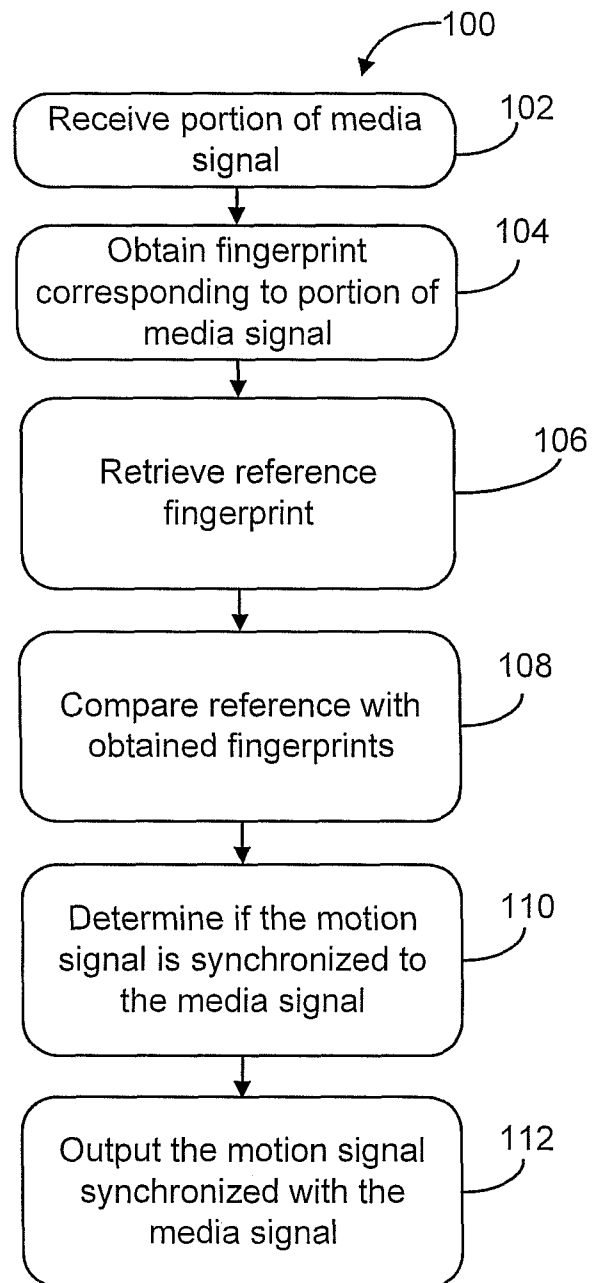 100
Receive portion of media
signal
102
Obtain fingerprint
corresponding to portion of
media signal
104
Retrieve reference
fingerprint
106
Compare reference with
obtained fingerprints
108
Determine if the motion
signal is synchronized to
the media signal
110
Output the motion signal
synchronized with the
media signal
112